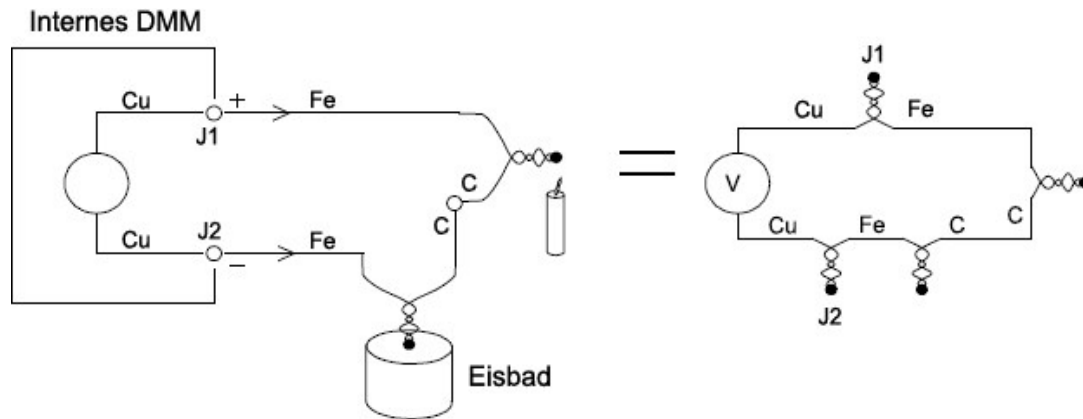 Internes DMM
Cu
+
J1
Fe
C
C
Cu
J2
−
Fe
Eisbad
=
J1
Cu
Fe
V
C
Cu
Fe
C
J2